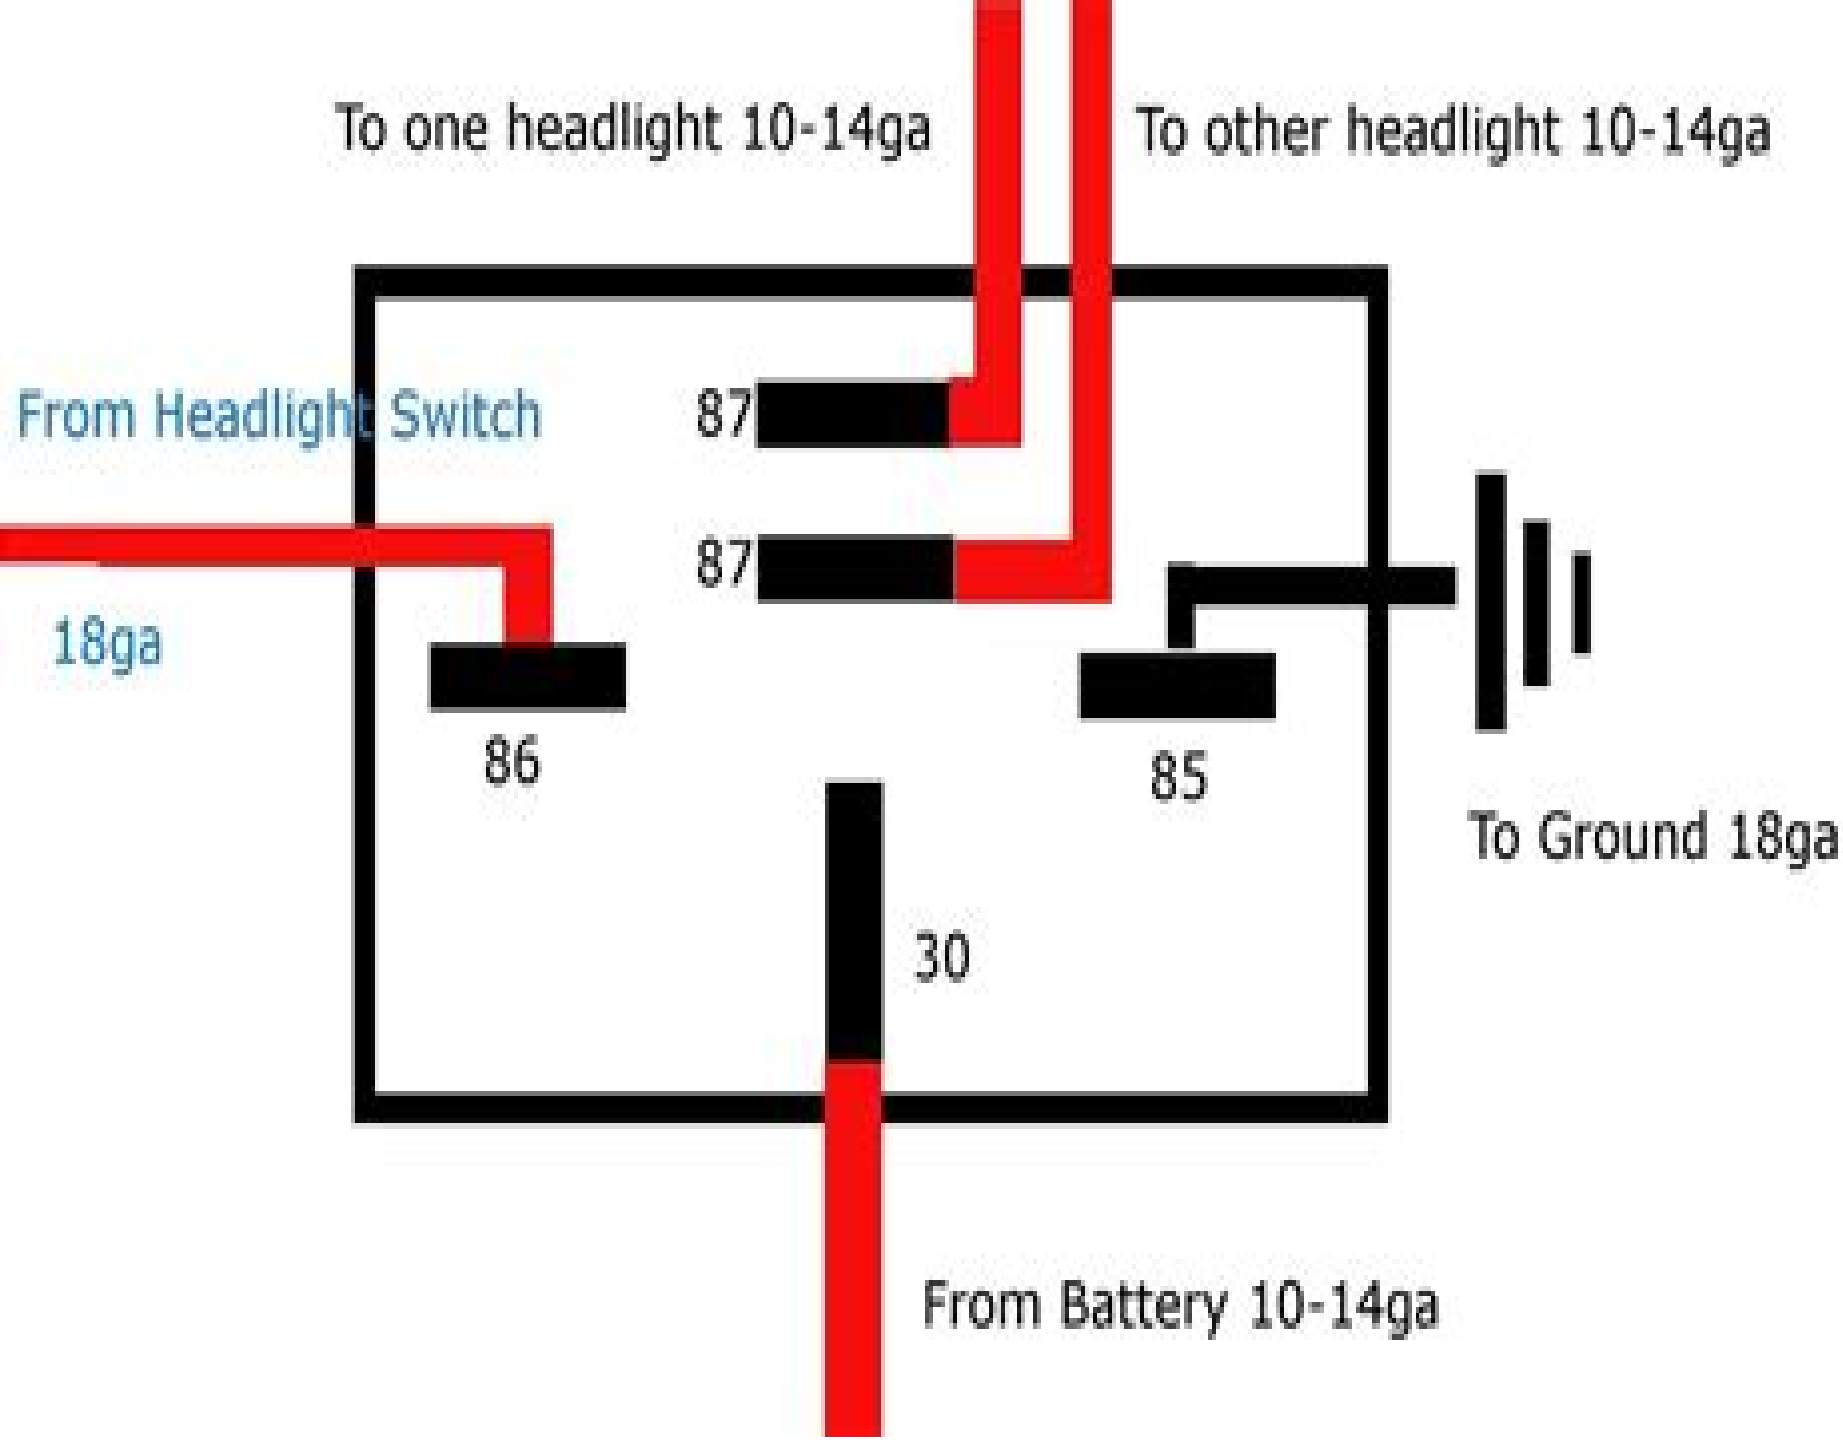 To one headlight 10-14ga
To other headlight 10-14ga
From Headlight Switch
87
87
18ga
86
85
To Ground 18ga
30
From Battery 10-14ga